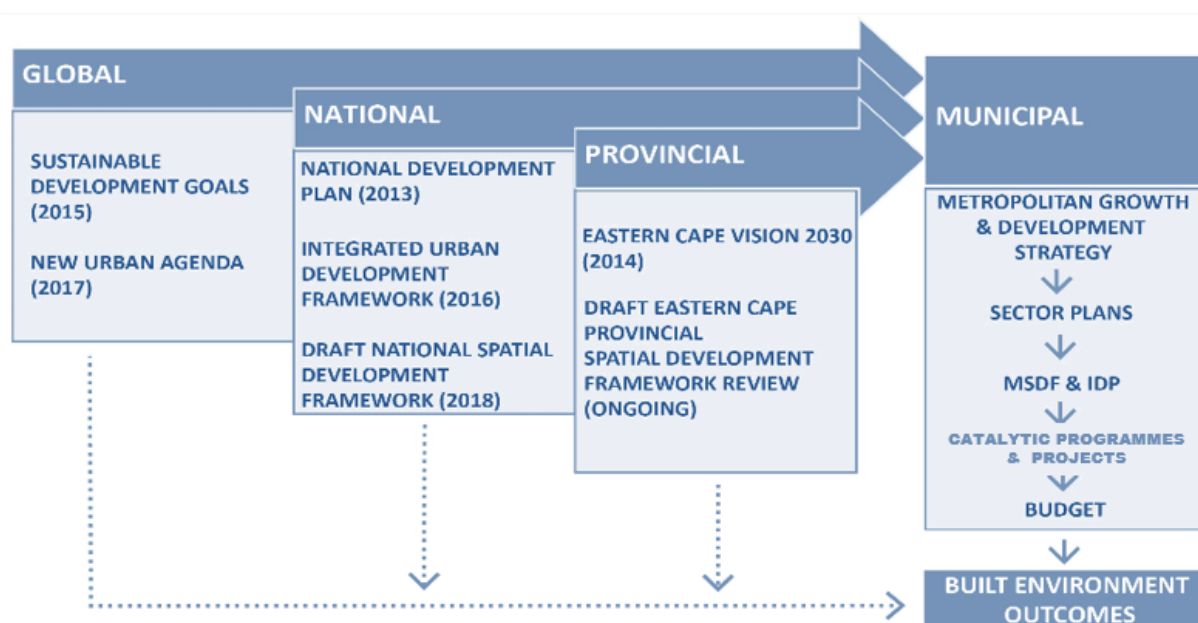 GLOBAL
SUSTAINABLE
DEVELOPMENT GOALS
(2015)
NEW URBAN AGENDA
(2017)
NATIONAL
NATIONAL DEVELOPMENT
PLAN (2013)
INTEGRATED URBAN
DEVELOPMENT
FRAMEWORK (2016)
DRAFT NATIONAL SPATIAL
DEVELOPMENT
FRAMEWORK (2018)
PROVINCIAL
EASTERN CAPE VISION 2030
(2014)
DRAFT EASTERN CAPE
PROVINCIAL
SPATIAL DEVELOPMENT
FRAMEWORK REVIEW
(ONGOING)
MUNICIPAL
METROPOLITAN GROWTH
& DEVELOPMENT
STRATEGY
SECTOR PLANS
MSDF & IDP
CATALYTIC PROGRAMMES
& PROJECTS
BUDGET
BUILT ENVIRONMENT
OUTCOMES